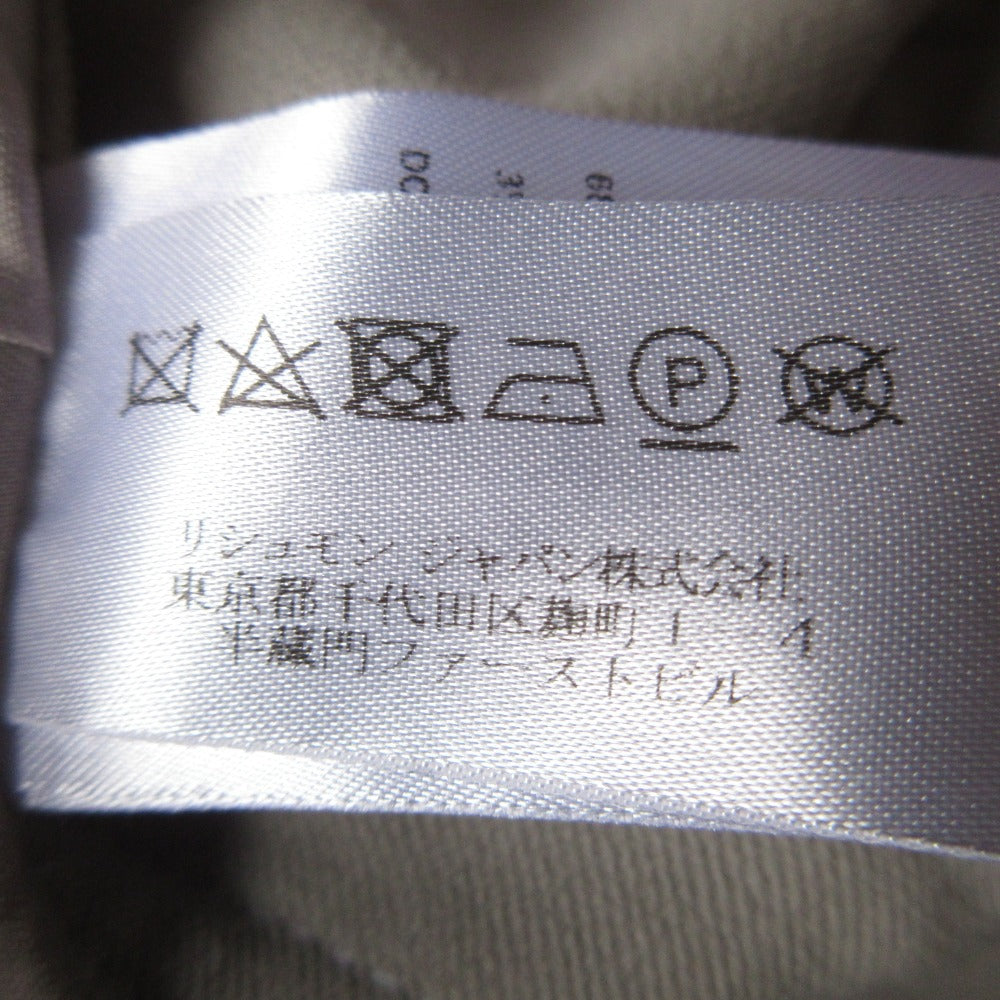 DC
P
W
リシュモン ジャパン株式会社
東京都千代田区麹町 1 - 4
半蔵門ファーストビル